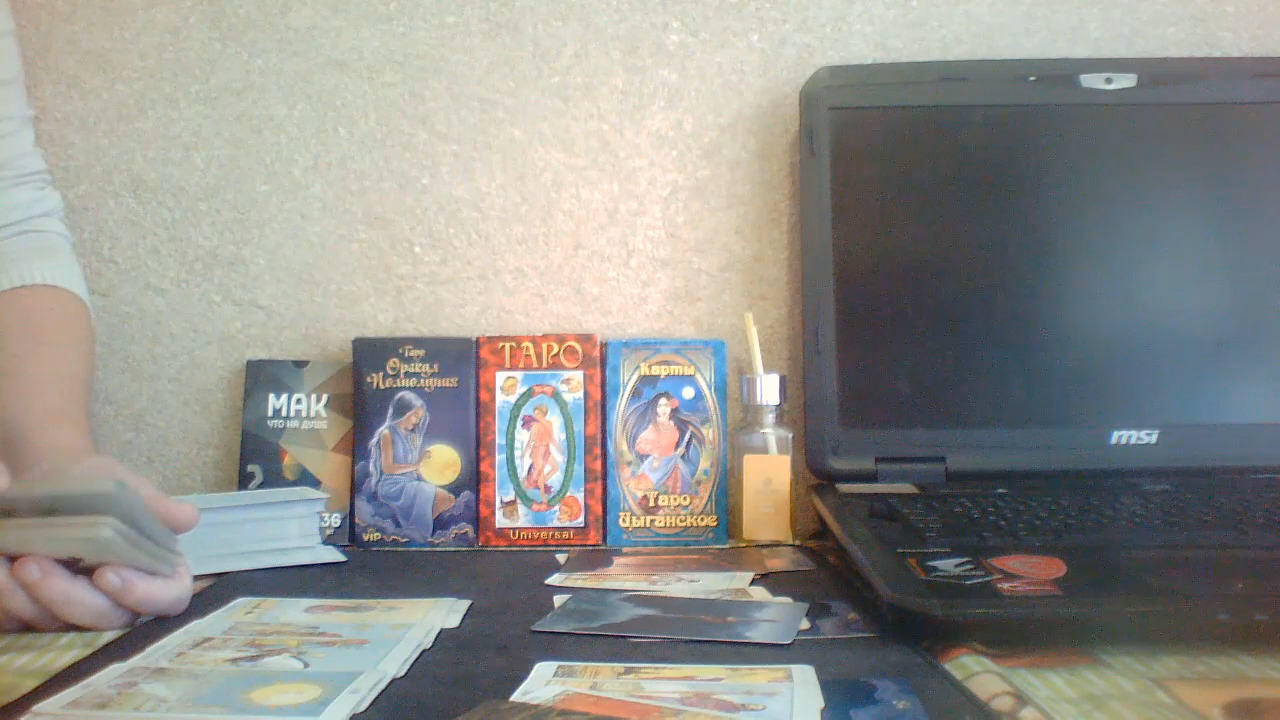 МАК
ЧТО НА ДУШЕ
36
Таро
Оракул
Полнолуния
VIP
ТАРО
Universal
Карты
Таро
Цыганское
msi